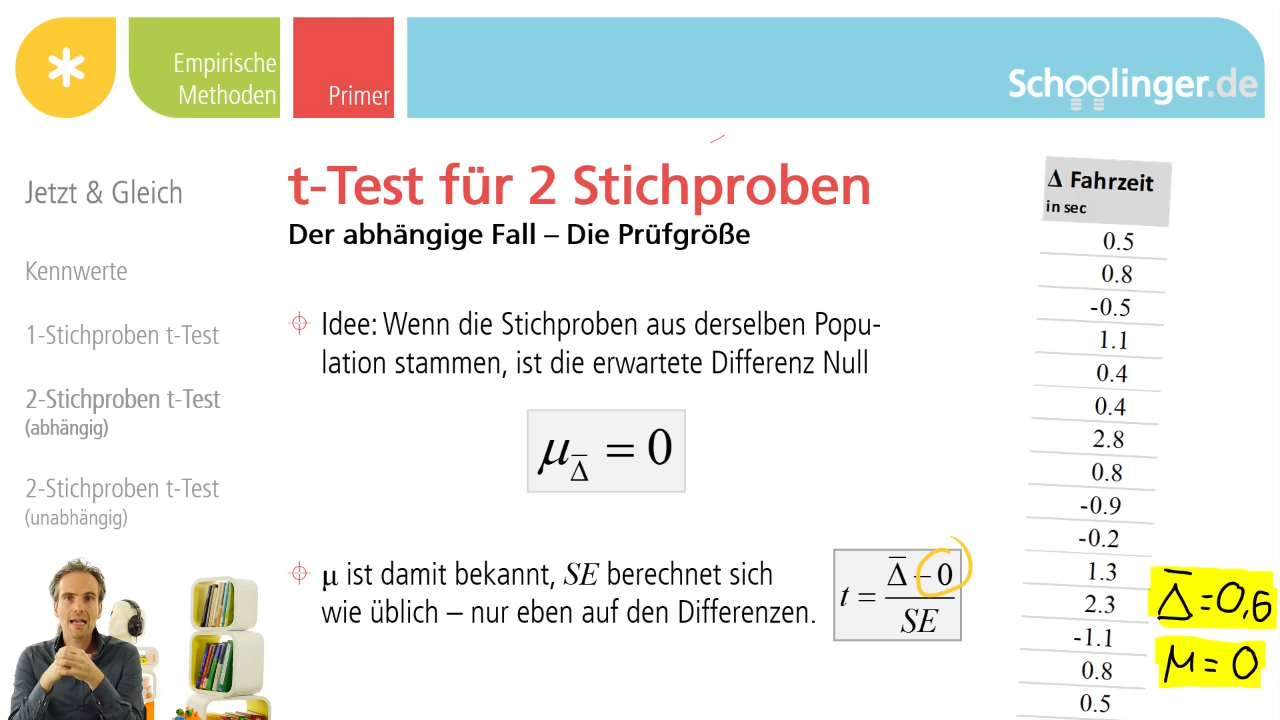 Empirische
Methoden
Primer
Schoolinger.de
Jetzt & Gleich
Kennwerte
1-Stichproben t-Test
2-Stichproben t-Test
(abhängig)
2-Stichproben t-Test
(unabhängig)
t-Test für 2 Stichproben
Der abhängige Fall – Die Prüfgröße
Idee: Wenn die Stichproben aus derselben Popu-
lation stammen, ist die erwartete Differenz Null
μ_Δ̅ = 0
μ ist damit bekannt, SE berechnet sich
wie üblich – nur eben auf den Differenzen.
t = (Δ̅ – 0) / SE
Δ Fahrzeit
in sec
0.5
0.8
-0.5
1.1
0.4
0.4
2.8
0.8
-0.9
-0.2
1.3
2.3
-1.1
0.8
0.5
Δ̅ = 0,6
μ = 0